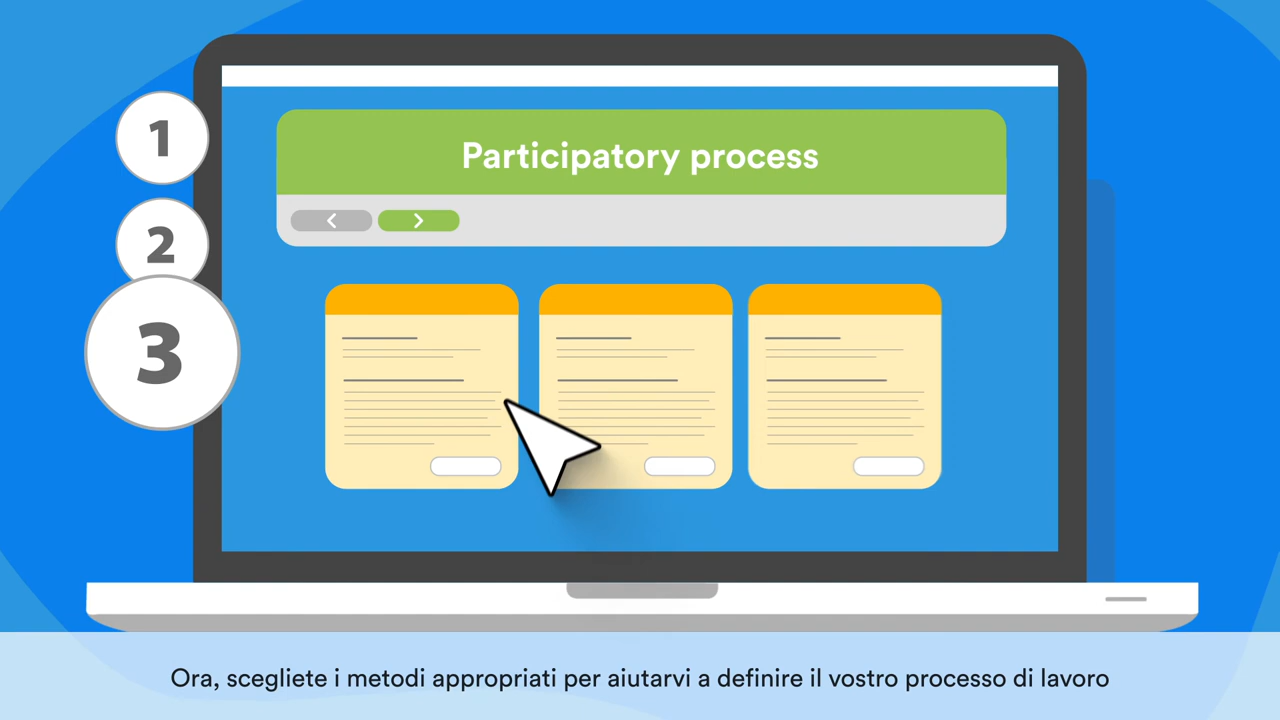 1
2
3
Participatory process
Ora, scegliete i metodi appropriati per aiutarvi a definire il vostro processo di lavoro